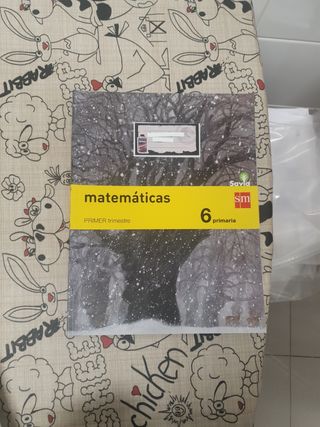 RABBIT
RABBIT
Savia
matemáticas
sm
PRIMER trimestre
6 primaria
RABBIT
chicken